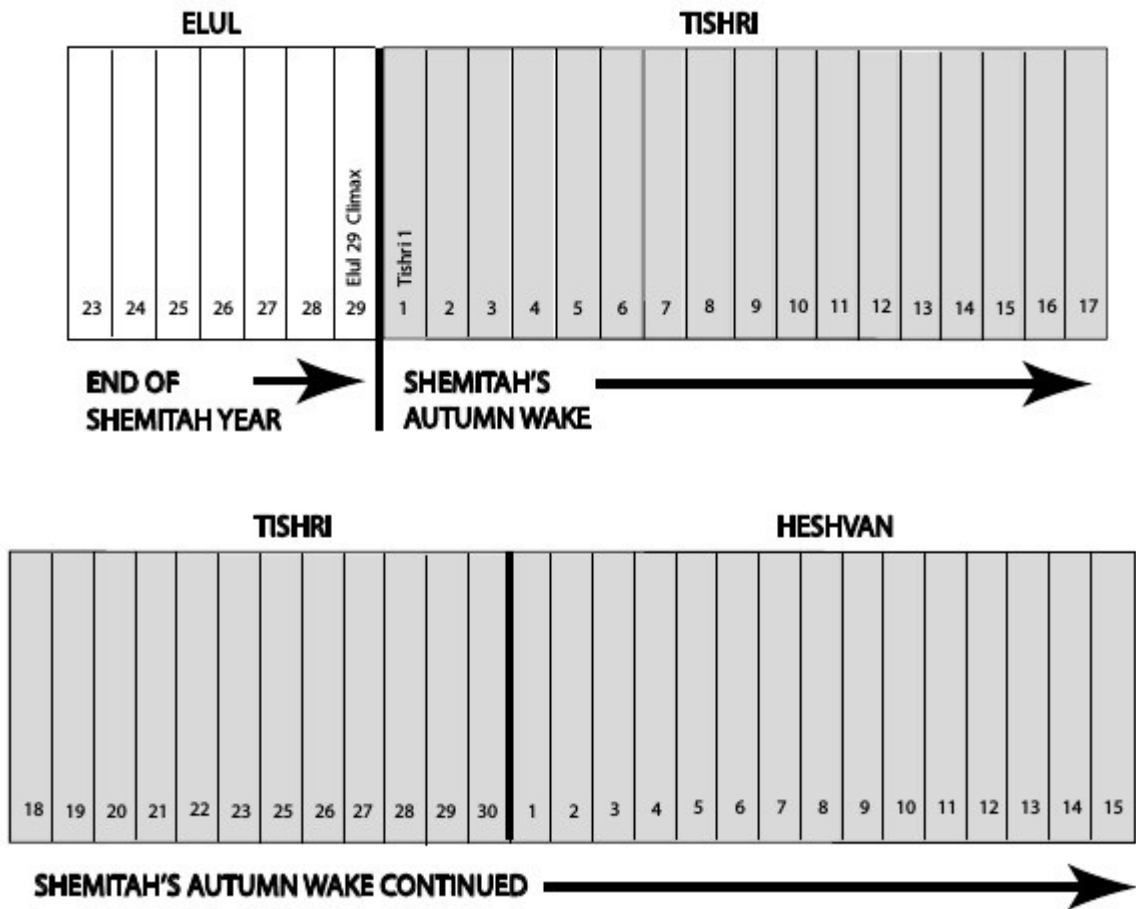 ELUL TISHRI
Elul 29 Climax
Tishri 1
23 24 25 26 27 28 29 1 2 3 4 5 6 7 8 9 10 11 12 13 14 15 16 17
END OF
SHEMITAH YEAR
SHEMITAH'S
AUTUMN WAKE
TISHRI HESHVAN
18 19 20 21 22 23 25 26 27 28 29 30 1 2 3 4 5 6 7 8 9 10 11 12 13 14 15
SHEMITAH'S AUTUMN WAKE CONTINUED